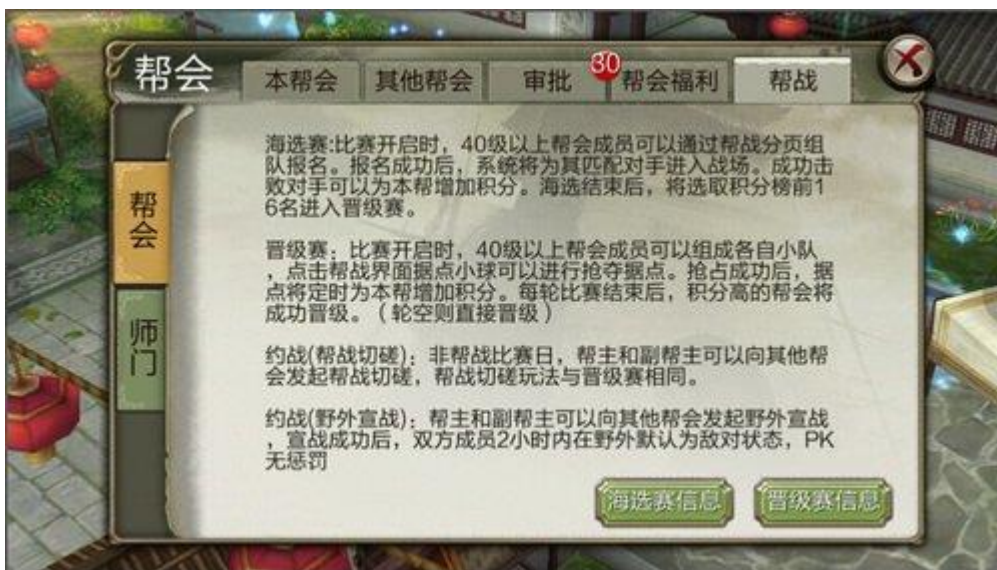 帮会
本帮会
其他帮会
审批
30
帮会福利
帮战
帮会
师门
海选赛:比赛开启时，40级以上帮会成员可以通过帮战分页组
队报名。报名成功后，系统将为其匹配对手进入战场。成功击
败对手可以为本帮增加积分。海选结束后，将选取积分榜前1
6名进入晋级赛。
晋级赛：比赛开启时，40级以上帮会成员可以组成各自小队
，点击帮战界面据点小球可以进行抢夺据点。抢占成功后，据
点将定时为本帮增加积分。每轮比赛结束后，积分高的帮会将
成功晋级。（轮空则直接晋级）
约战(帮战切磋)：非帮战比赛日，帮主和副帮主可以向其他帮
会发起帮战切磋，帮战切磋玩法与晋级赛相同。
约战(野外宣战)：帮主和副帮主可以向其他帮会发起野外宣战
，宣战成功后，双方成员2小时内在野外默认为敌对状态，PK
无惩罚
海选赛信息
晋级赛信息